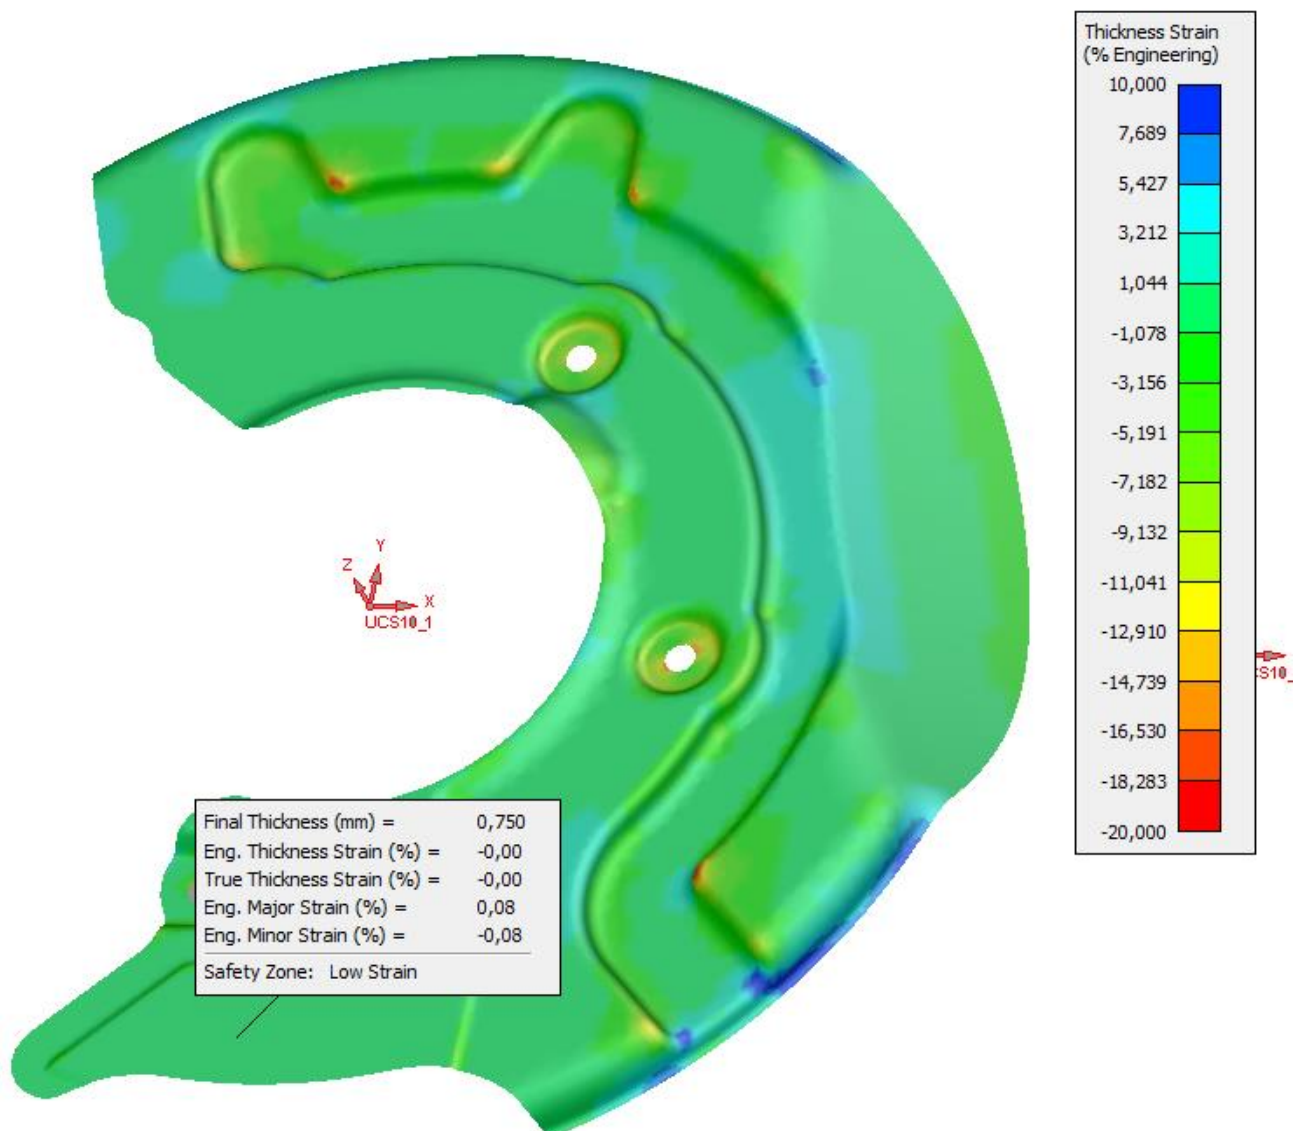 Thickness Strain
(% Engineering)
10,000
7,689
5,427
3,212
1,044
-1,078
-3,156
-5,191
-7,182
-9,132
-11,041
-12,910
-14,739
-16,530
-18,283
-20,000
Z
Y
X
UCS10_1
CS10_
Final Thickness (mm) = 0,750
Eng. Thickness Strain (%) = -0,00
True Thickness Strain (%) = -0,00
Eng. Major Strain (%) = 0,08
Eng. Minor Strain (%) = -0,08
Safety Zone: Low Strain